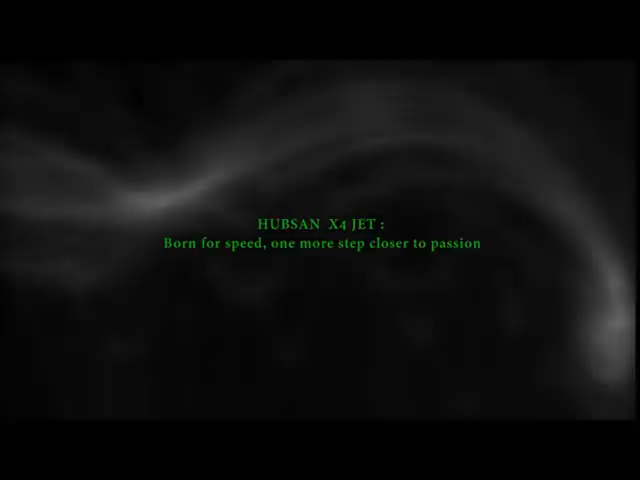 HUBSAN X4 JET :
Born for speed, one more step closer to passion